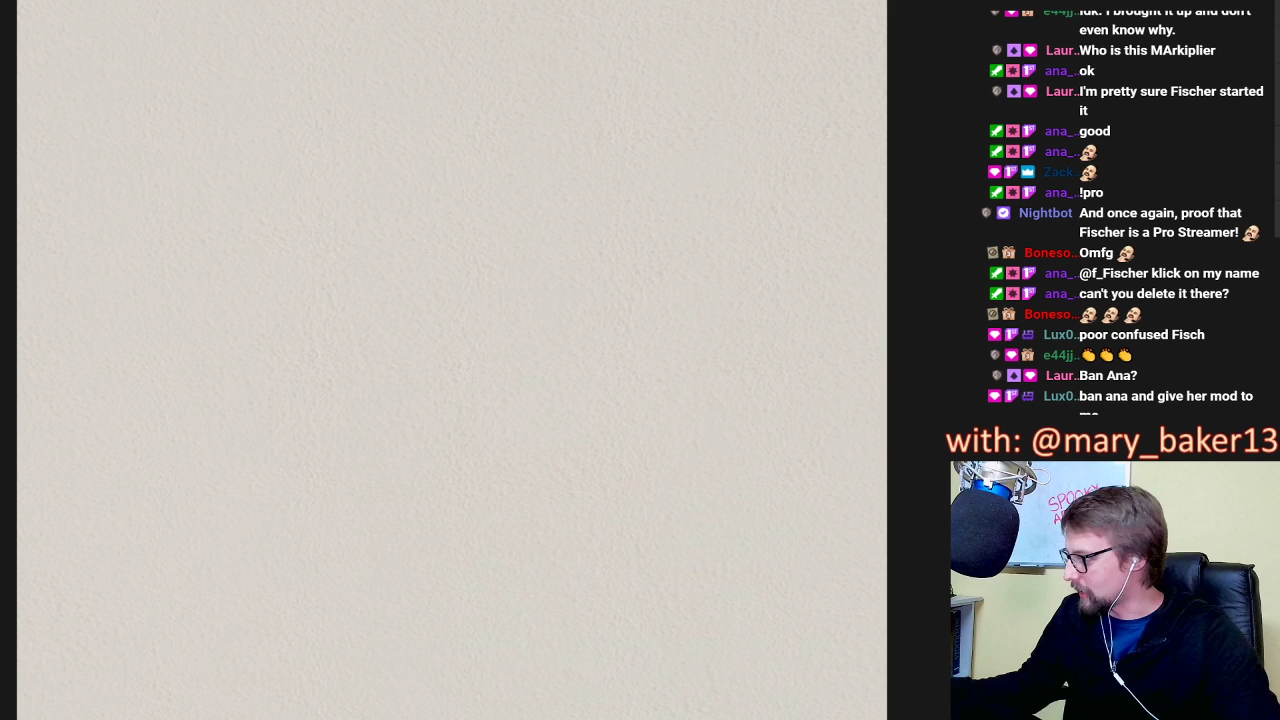 idk. I brought it up and don't
even know why.
Laur.. Who is this MArkiplier
ana_.. ok
Laur.. I'm pretty sure Fischer started
it
ana_.. good
ana_..
Zack..
ana_.. !pro
Nightbot And once again, proof that
Fischer is a Pro Streamer!
Boneso... Omfg
ana_.. @f_Fischer klick on my name
ana_.. can't you delete it there?
Boneso...
Lux0.. poor confused Fisch
e44jj..
Laur.. Ban Ana?
Lux0.. ban ana and give her mod to
with: @mary_baker13
SPOOKY